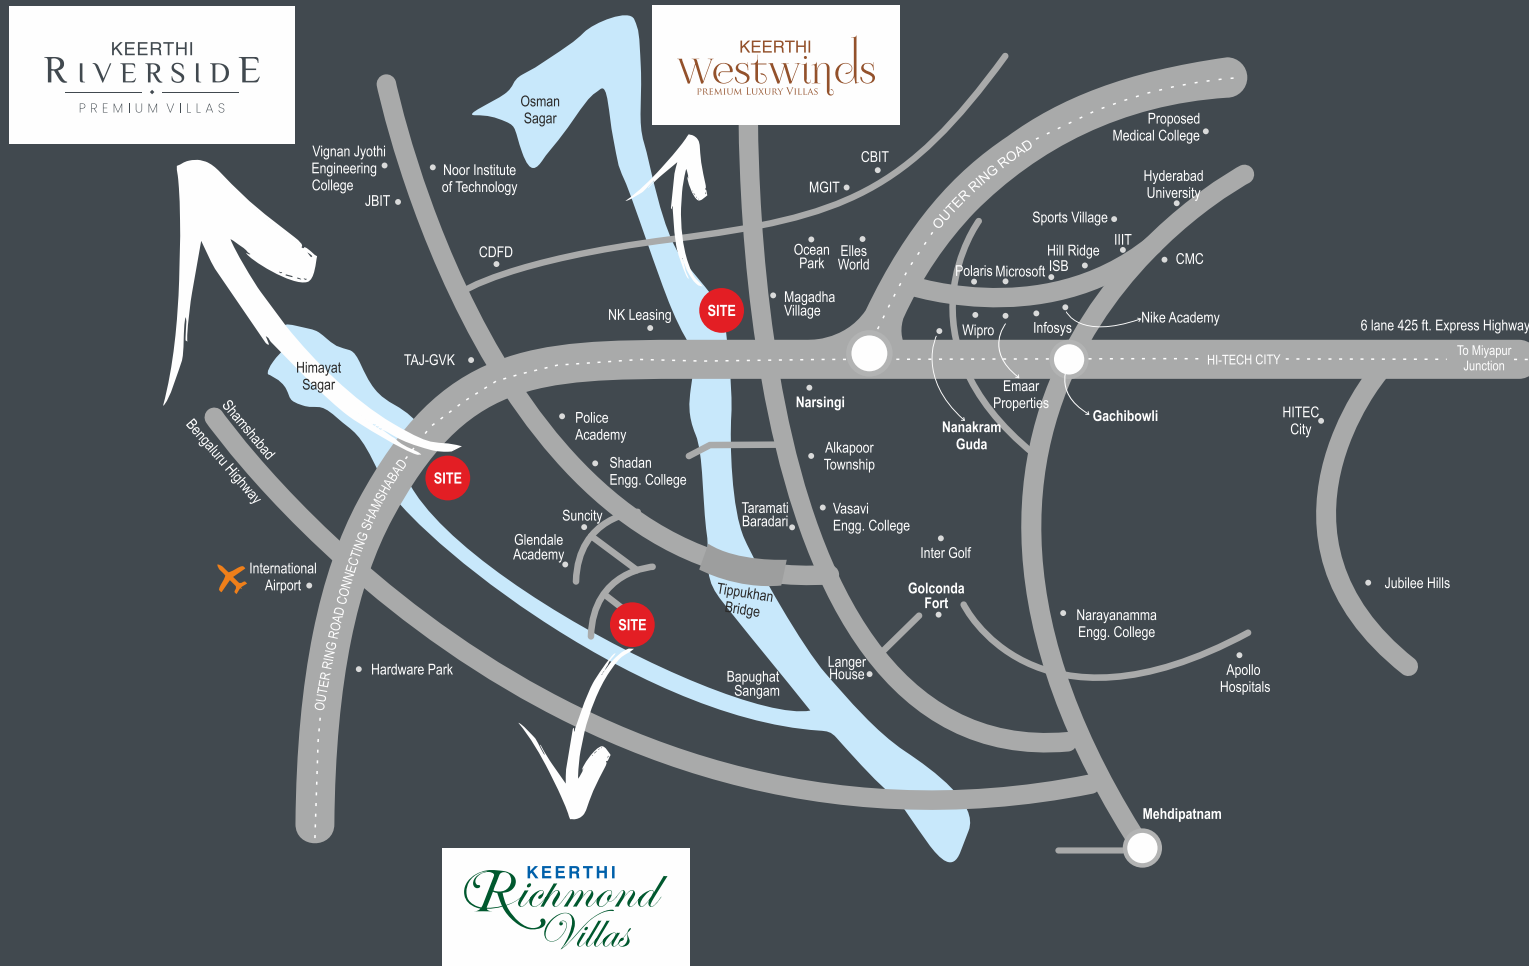 KEERTHI
RIVERSIDE
PREMIUM VILLAS
KEERTHI
Westwinds
PREMIUM LUXURY VILLAS
Osman
Sagar
Vignan Jyothi
Engineering
College
JBIT
Noor Institute
of Technology
CDFD
NK Leasing
TAJ-GVK
Himayat
Sagar
Shamshabad
Bengaluru Highway
SITE
SITE
SITE
CBIT
MGIT
Ocean
Park
Elles
World
Magadha
Village
OUTER RING ROAD
Proposed
Medical College
Hyderabad
University
Sports Village
IIIT
Hill Ridge
ISB
Polaris
Microsoft
CMC
Wipro
Infosys
Nike Academy
6 lane 425 ft. Express Highway
HI-TECH CITY
To Miyapur
Junction
Emaar
Properties
Nanakram
Guda
Gachibowli
HITEC
City
Narsingi
Police
Academy
Shadan
Engg. College
Alkapoor
Township
Suncity
Glendale
Academy
Taramati
Baradari
Vasavi
Engg. College
Inter Golf
Golconda
Fort
Tippukhan
Bridge
International
Airport
OUTER RING ROAD CONNECTING SHAMSHABAD
Hardware Park
Bapughat
Sangam
Langer
House
Narayanamma
Engg. College
Apollo
Hospitals
Jubilee Hills
Mehdipatnam
KEERTHI
Richmond
Villas